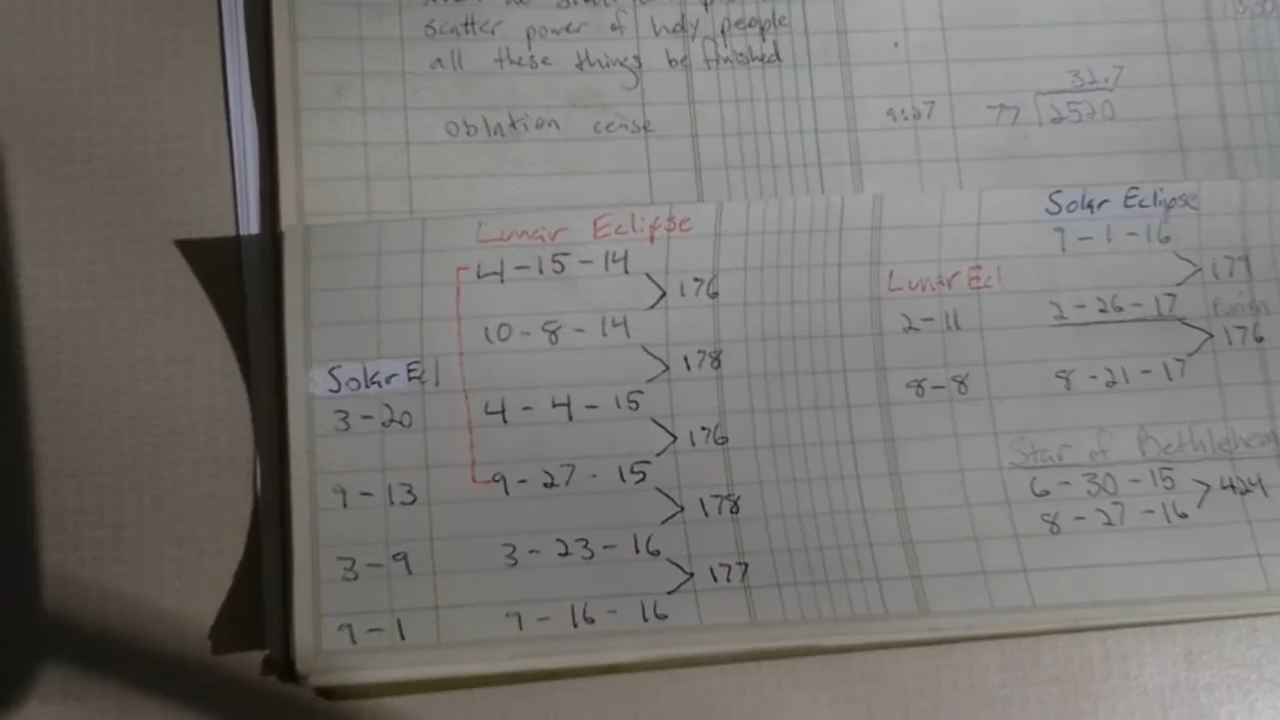 scatter power of holy people
all these things be finished
oblation cease
9:27 77 2520
32.7
Lunar Eclipse
4-15-14
176
10-8-14
178
4-4-15
176
9-27-15
178
3-23-16
177
9-16-16
Solar Ecl
3-20
9-13
3-9
9-1
Lunar Ecl
2-11
8-8
Solar Eclipse
9-1-16
2-26-17
176
8-21-17
Star of Bethlehem
6-30-15
8-27-16
424